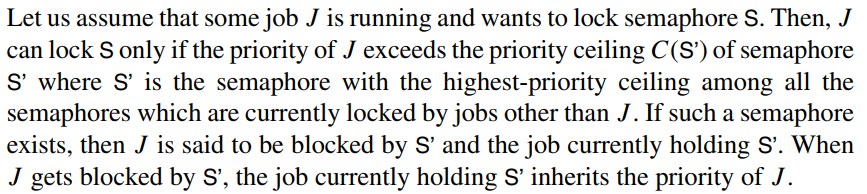 Let us assume that some job J is running and wants to lock semaphore S. Then, J
can lock S only if the priority of J exceeds the priority ceiling C(S’) of semaphore
S’ where S’ is the semaphore with the highest-priority ceiling among all the
semaphores which are currently locked by jobs other than J. If such a semaphore
exists, then J is said to be blocked by S’ and the job currently holding S’. When
J gets blocked by S’, the job currently holding S’ inherits the priority of J.